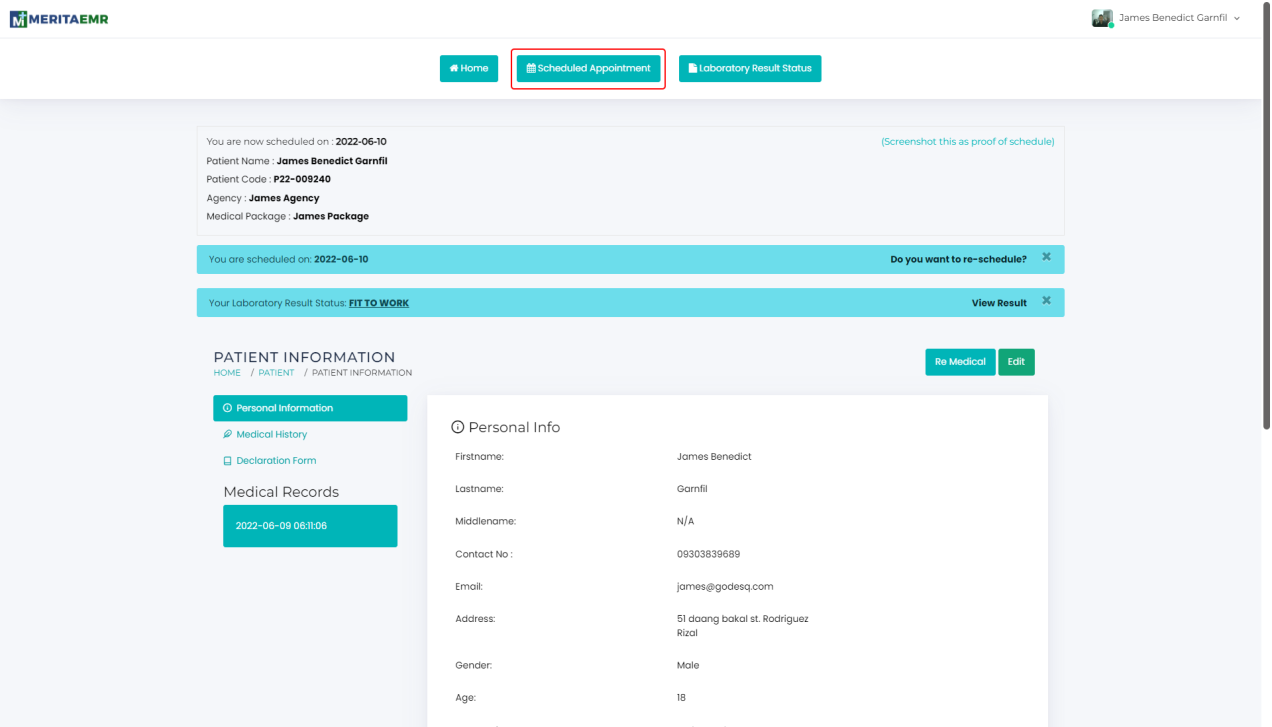 MERITAEMR
James Benedict Garnfil
Home
Scheduled Appointment
Laboratory Result Status
You are now scheduled on : 2022-06-10
(Screenshot this as proof of schedule)
Patient Name : James Benedict Garnfil
Patient Code : P22-009240
Agency : James Agency
Medical Package : James Package
You are scheduled on: 2022-06-10
Do you want to re-schedule?
Your Laboratory Result Status: FIT TO WORK
View Result
PATIENT INFORMATION
HOME / PATIENT / PATIENT INFORMATION
Re Medical
Edit
Personal Information
Medical History
Declaration Form
Medical Records
2022-06-09 06:11:06
Personal Info
Firstname: James Benedict
Lastname: Garnfil
Middlename: N/A
Contact No : 09303839689
Email: james@godesq.com
Address: 51 daang bakal st. Rodriguez
Rizal
Gender: Male
Age: 18